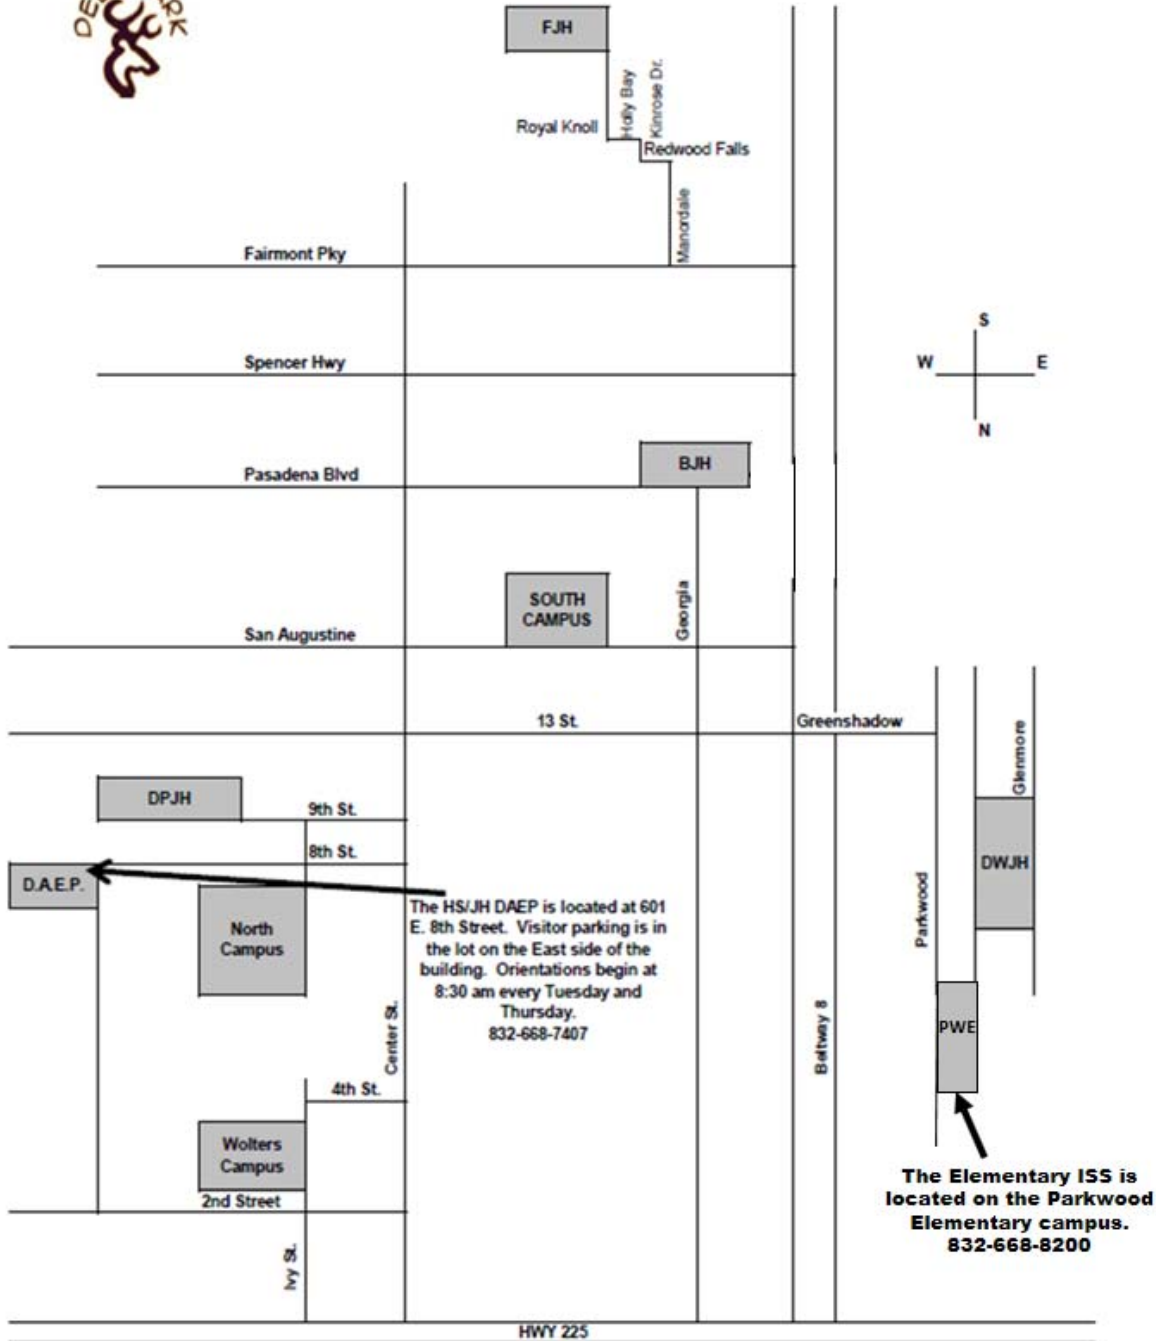 FJH
Holly Bay
Kinrose Dr.
Royal Knoll
Redwood Falls
Manordale
Fairmont Pky
S
Spencer Hwy
W
E
N
BJH
Pasadena Blvd
SOUTH
CAMPUS
Georgia
San Augustine
13 St.
Greenshadow
Glenmore
DPJH
9th St.
8th St.
DWJH
D.A.E.P.
Parkwood
North
Campus
The HS/JH DAEP is located at 601
E. 8th Street. Visitor parking is in
the lot on the East side of the
building. Orientations begin at
8:30 am every Tuesday and
Thursday.
832-668-7407
Center St.
Beltway 8
PWE
4th St.
Wolters
Campus
2nd Street
The Elementary ISS is
located on the Parkwood
Elementary campus.
832-668-8200
Ivy St.
HWY 225